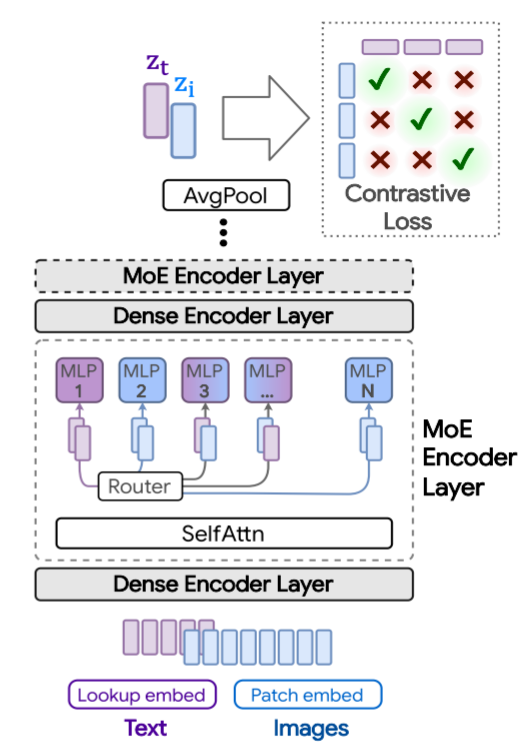 zt
zi
Contrastive
Loss
AvgPool
MoE Encoder Layer
Dense Encoder Layer
MLP
1
MLP
2
MLP
3
MLP
...
MLP
N
Router
SelfAttn
MoE
Encoder
Layer
Dense Encoder Layer
Lookup embed
Patch embed
Text
Images